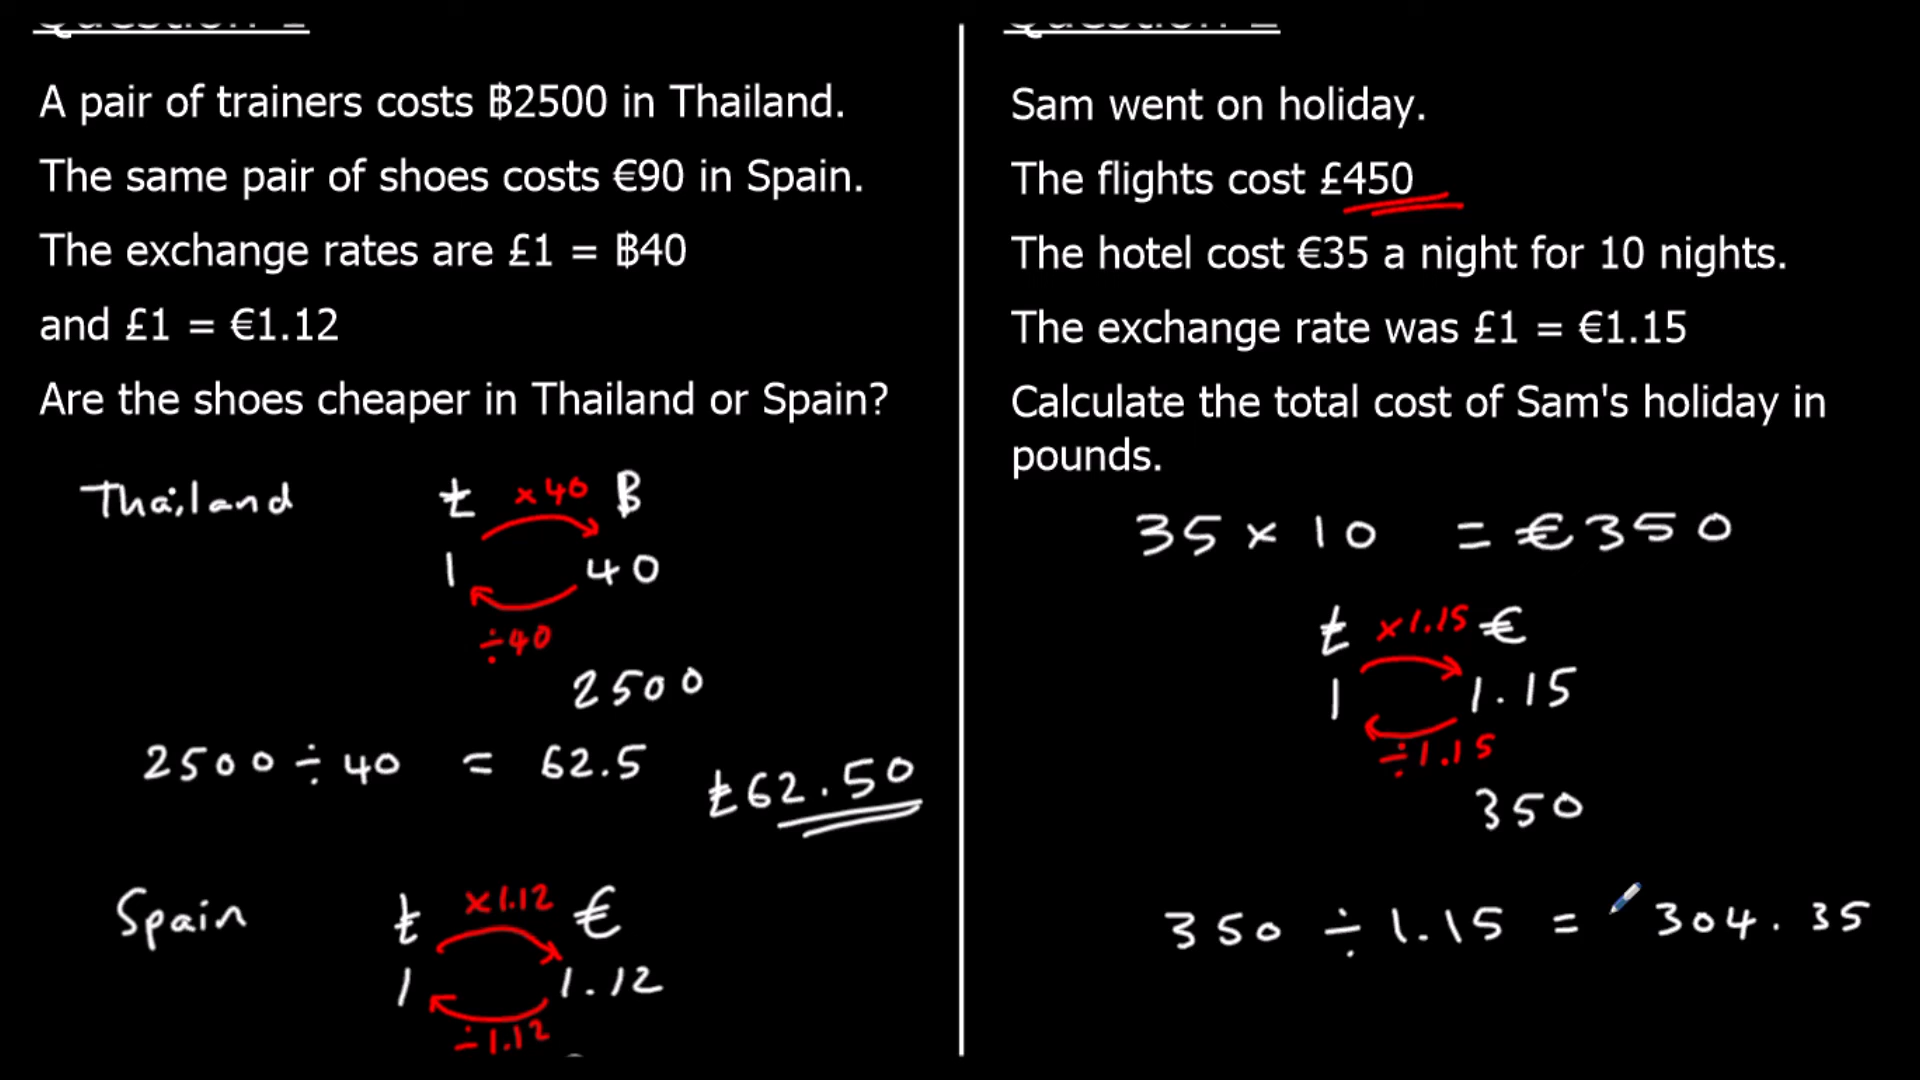 Question 1
A pair of trainers costs ฿2500 in Thailand.
The same pair of shoes costs €90 in Spain.
The exchange rates are £1 = ฿40
and £1 = €1.12
Are the shoes cheaper in Thailand or Spain?
Thailand £ ×40 ฿
1 40
÷40
2500
2500 ÷ 40 = 62.5
£62.50
Spain £ ×1.12 €
1 1.12
÷1.12
Question 2
Sam went on holiday.
The flights cost £450
The hotel cost €35 a night for 10 nights.
The exchange rate was £1 = €1.15
Calculate the total cost of Sam's holiday in
pounds.
35 × 10 = €350
£ ×1.15 €
1 1.15
÷1.15
350
350 ÷ 1.15 = 304.35